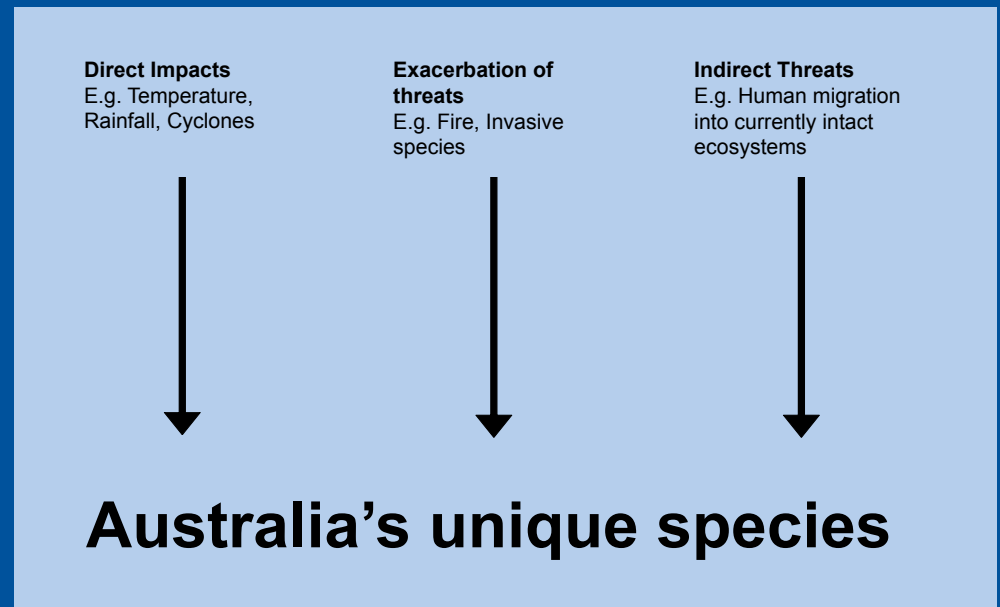 Direct Impacts
E.g. Temperature,
Rainfall, Cyclones
Exacerbation of
threats
E.g. Fire, Invasive
species
Indirect Threats
E.g. Human migration
into currently intact
ecosystems
Australia’s unique species